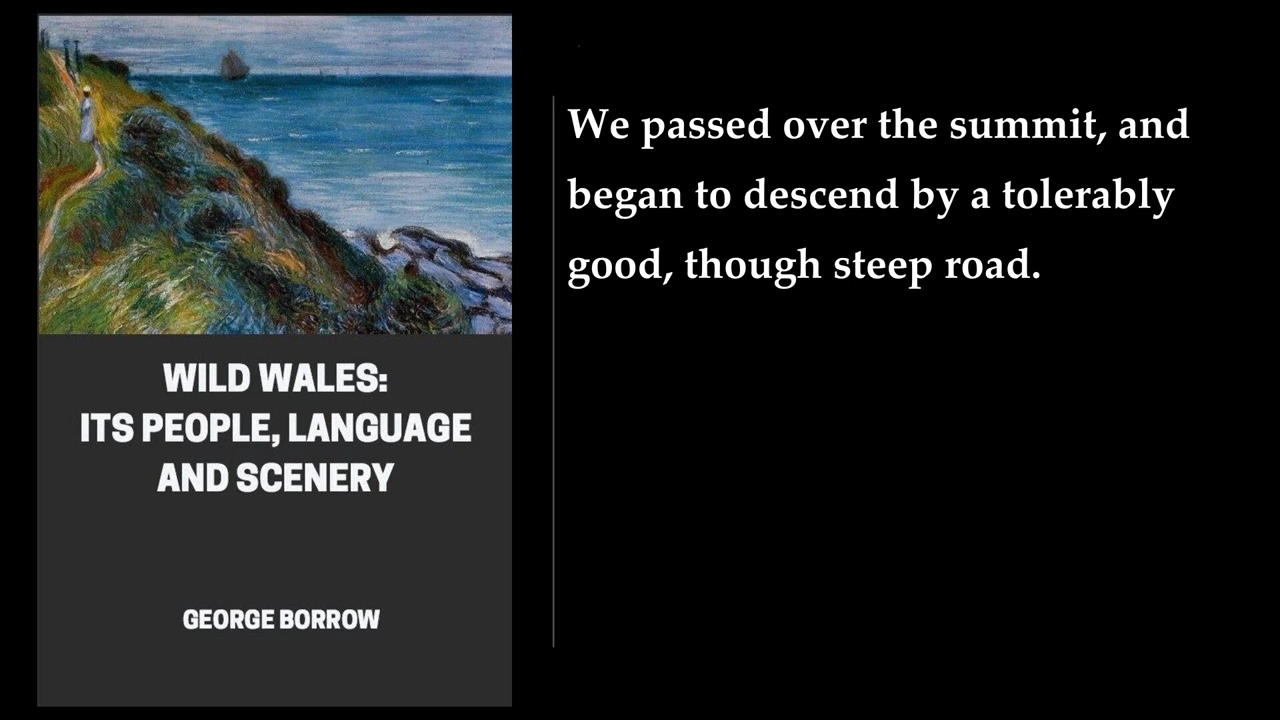 WILD WALES:
ITS PEOPLE, LANGUAGE
AND SCENERY
GEORGE BORROW
We passed over the summit, and
began to descend by a tolerably
good, though steep road.